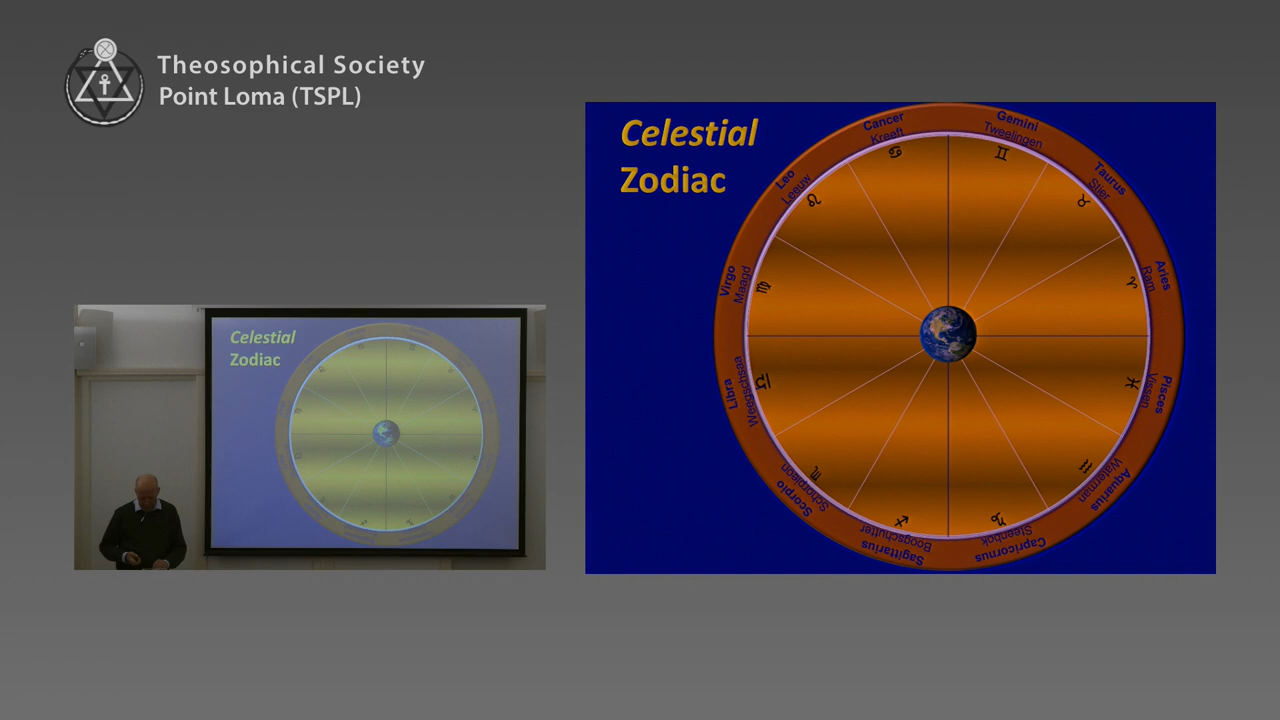 Theosophical Society
Point Loma (TSPL)
Celestial
Zodiac
Cancer
Kreeft
Gemini
Tweelingen
Leo
Leeuw
Taurus
Stier
Virgo
Maagd
Aries
Ram
Libra
Weegschaal
Pisces
Vissen
Scorpio
Schorpioen
Aquarius
Waterman
Sagittarius
Boogschutter
Capricornus
Steenbok
Celestial
Zodiac